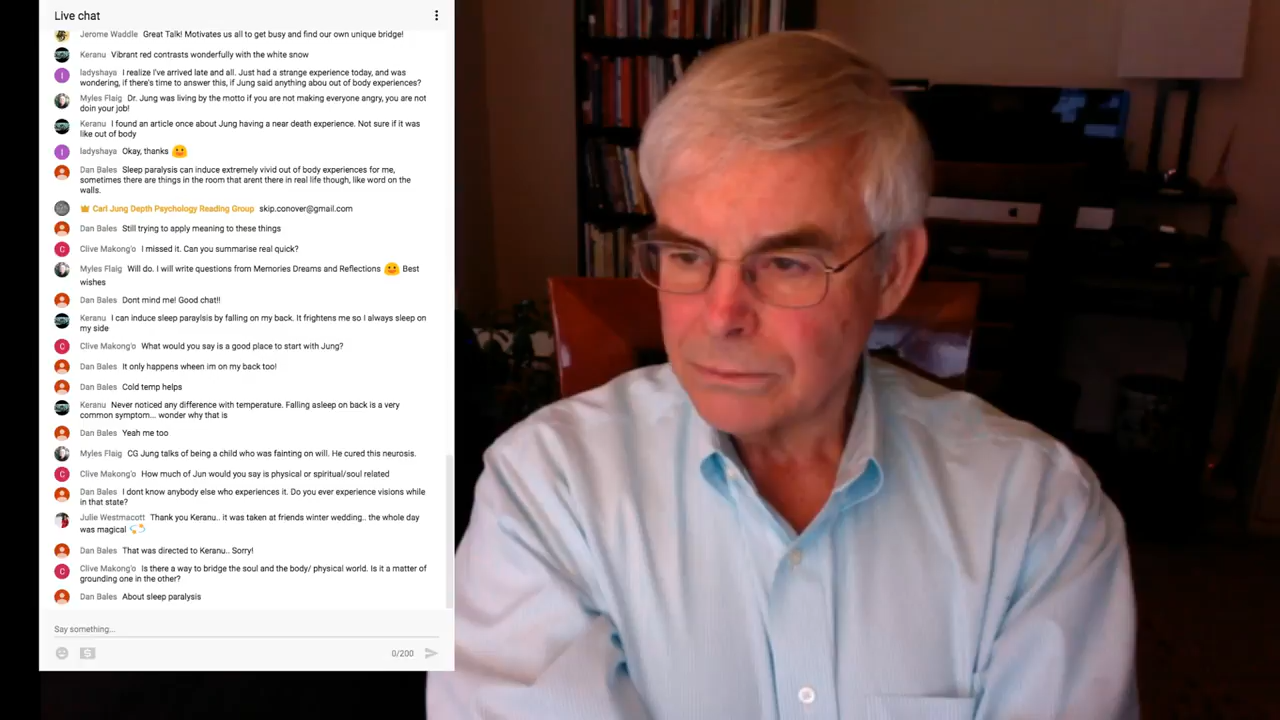 Live chat
Jerome Waddle Great Talk! Motivates us all to get busy and find our own unique bridge!
Keranu Vibrant red contrasts wonderfully with the white snow
ladyshaya I realize I've arrived late and all. Just had a strange experience today, and was
wondering, if there's time to answer this, if Jung said anything abou out of body experiences?
Myles Flaig Dr. Jung was living by the motto if you are not making everyone angry, you are not
doin your job!
Keranu I found an article once about Jung having a near death experience. Not sure if it was
like out of body
ladyshaya Okay, thanks
Dan Bales Sleep paralysis can induce extremely vivid out of body experiences for me,
sometimes there are things in the room that arent there in real life though, like word on the
walls.
Carl Jung Depth Psychology Reading Group skip.conover@gmail.com
Dan Bales Still trying to apply meaning to these things
Clive Makong'o I missed it. Can you summarise real quick?
Myles Flaig Will do. I will write questions from Memories Dreams and Reflections Best
wishes
Dan Bales Dont mind me! Good chat!!
Keranu I can induce sleep paraylsis by falling on my back. It frightens me so I always sleep on
my side
Clive Makong'o What would you say is a good place to start with Jung?
Dan Bales It only happens wheen im on my back too!
Dan Bales Cold temp helps
Keranu Never noticed any difference with temperature. Falling asleep on back is a very
common symptom... wonder why that is
Dan Bales Yeah me too
Myles Flaig CG Jung talks of being a child who was fainting on will. He cured this neurosis.
Clive Makong'o How much of Jun would you say is physical or spiritual/soul related
Dan Bales I dont know anybody else who experiences it. Do you ever experience visions while
in that state?
Julie Westmacott Thank you Keranu.. it was taken at friends winter wedding.. the whole day
was magical
Dan Bales That was directed to Keranu.. Sorry!
Clive Makong'o Is there a way to bridge the soul and the body/ physical world. Is it a matter of
grounding one in the other?
Dan Bales About sleep paralysis
Say something...
0/200